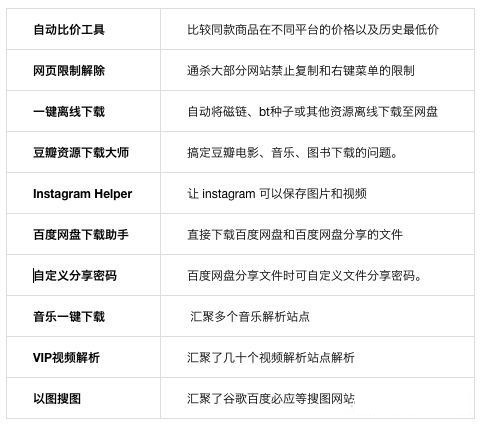 自动比价工具 比较同款商品在不同平台的价格以及历史最低价
网页限制解除 通杀大部分网站禁止复制和右键菜单的限制
一键离线下载 自动将磁链、bt种子或其他资源离线下载至网盘
豆瓣资源下载大师 搞定豆瓣电影、音乐、图书下载的问题。
Instagram Helper 让 instagram 可以保存图片和视频
百度网盘下载助手 直接下载百度网盘和百度网盘分享的文件
自定义分享密码 百度网盘分享文件时可自定义文件分享密码。
音乐一键下载 汇聚多个音乐解析站点
VIP视频解析 汇聚了几十个视频解析站点解析
以图搜图 汇聚了谷歌百度必应等搜图网站